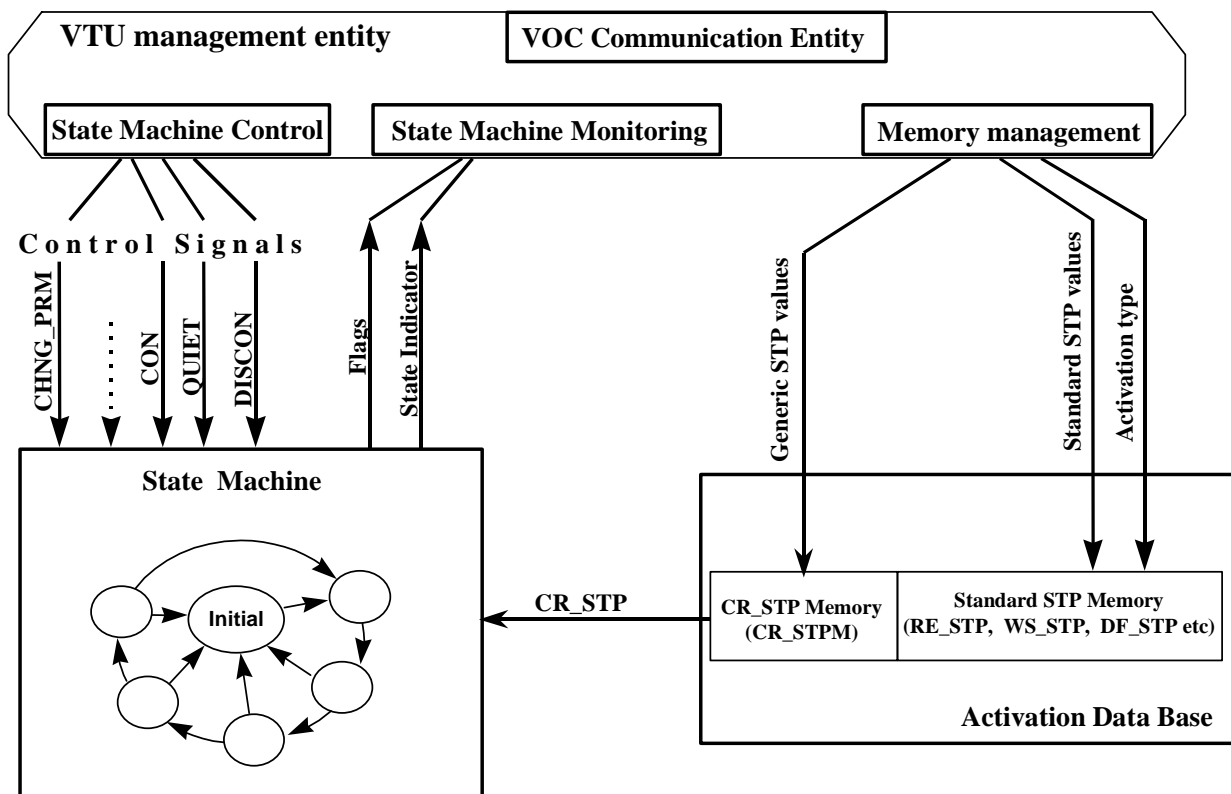 VTU management entity
VOC Communication Entity
State Machine Control
State Machine Monitoring
Memory management
Control Signals
CHNG_PRM
CON
QUIET
DISCON
Flags
State Indicator
Generic STP values
Standard STP values
Activation type
State Machine
Initial
CR_STP
CR_STP Memory
(CR_STPM)
Standard STP Memory
(RE_STP, WS_STP, DF_STP etc)
Activation Data Base